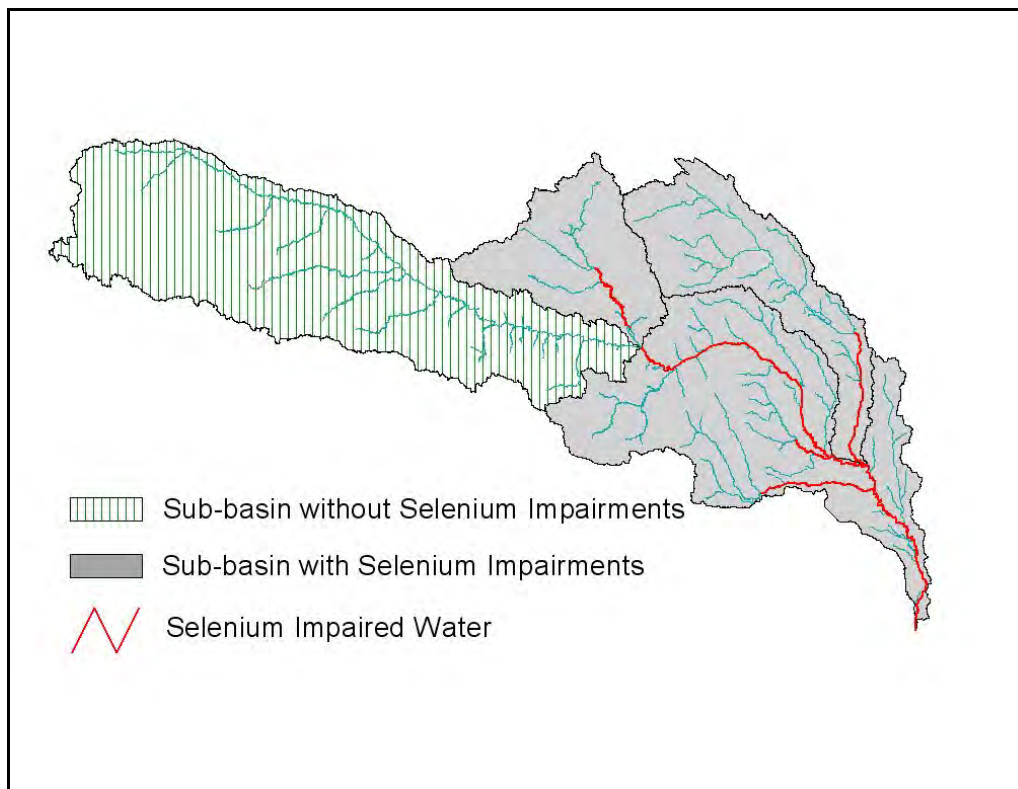 Sub-basin without Selenium Impairments
Sub-basin with Selenium Impairments
Selenium Impaired Water